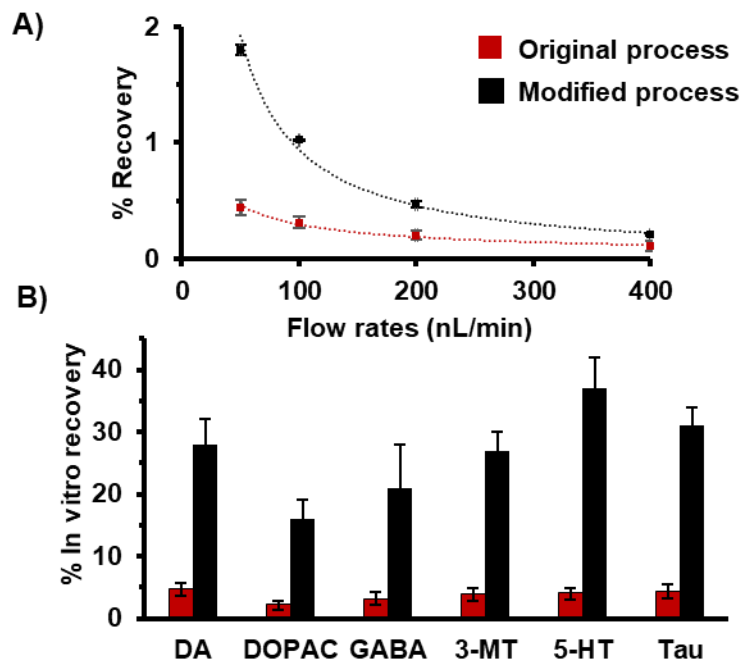 A)
% Recovery
2
1
0
Original process
Modified process
0 100 200 300 400
Flow rates (nL/min)
B)
% In vitro recovery
40
30
20
10
0
DA DOPAC GABA 3-MT 5-HT Tau